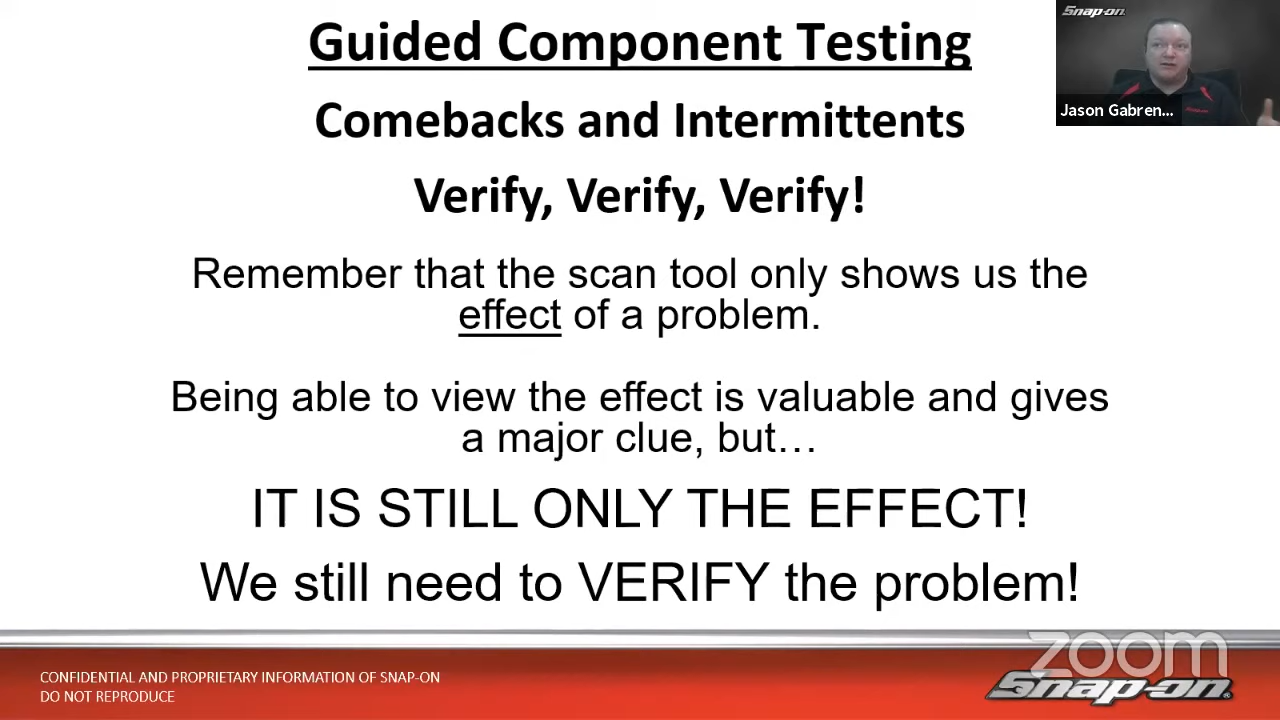 Guided Component Testing
Snap-on
Comebacks and Intermittents
Jason Gabren...
Verify, Verify, Verify!
Remember that the scan tool only shows us the
effect of a problem.
Being able to view the effect is valuable and gives
a major clue, but…
IT IS STILL ONLY THE EFFECT!
We still need to VERIFY the problem!
zoom
CONFIDENTIAL AND PROPRIETARY INFORMATION OF SNAP-ON
DO NOT REPRODUCE
Snap-on®